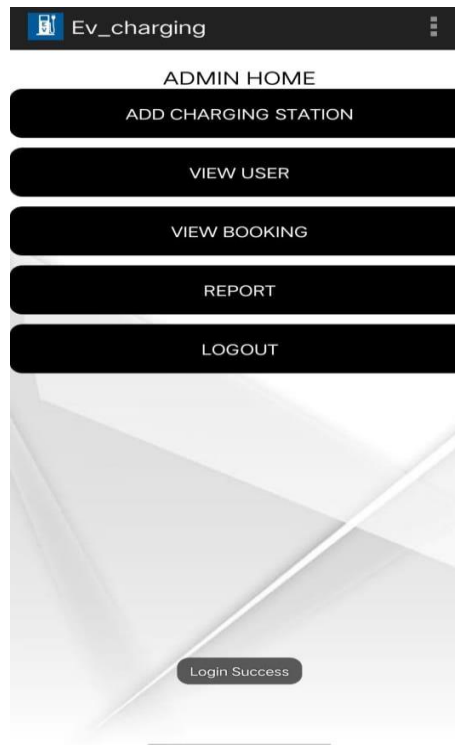 Ev_charging
ADMIN HOME
ADD CHARGING STATION
VIEW USER
VIEW BOOKING
REPORT
LOGOUT
Login Success